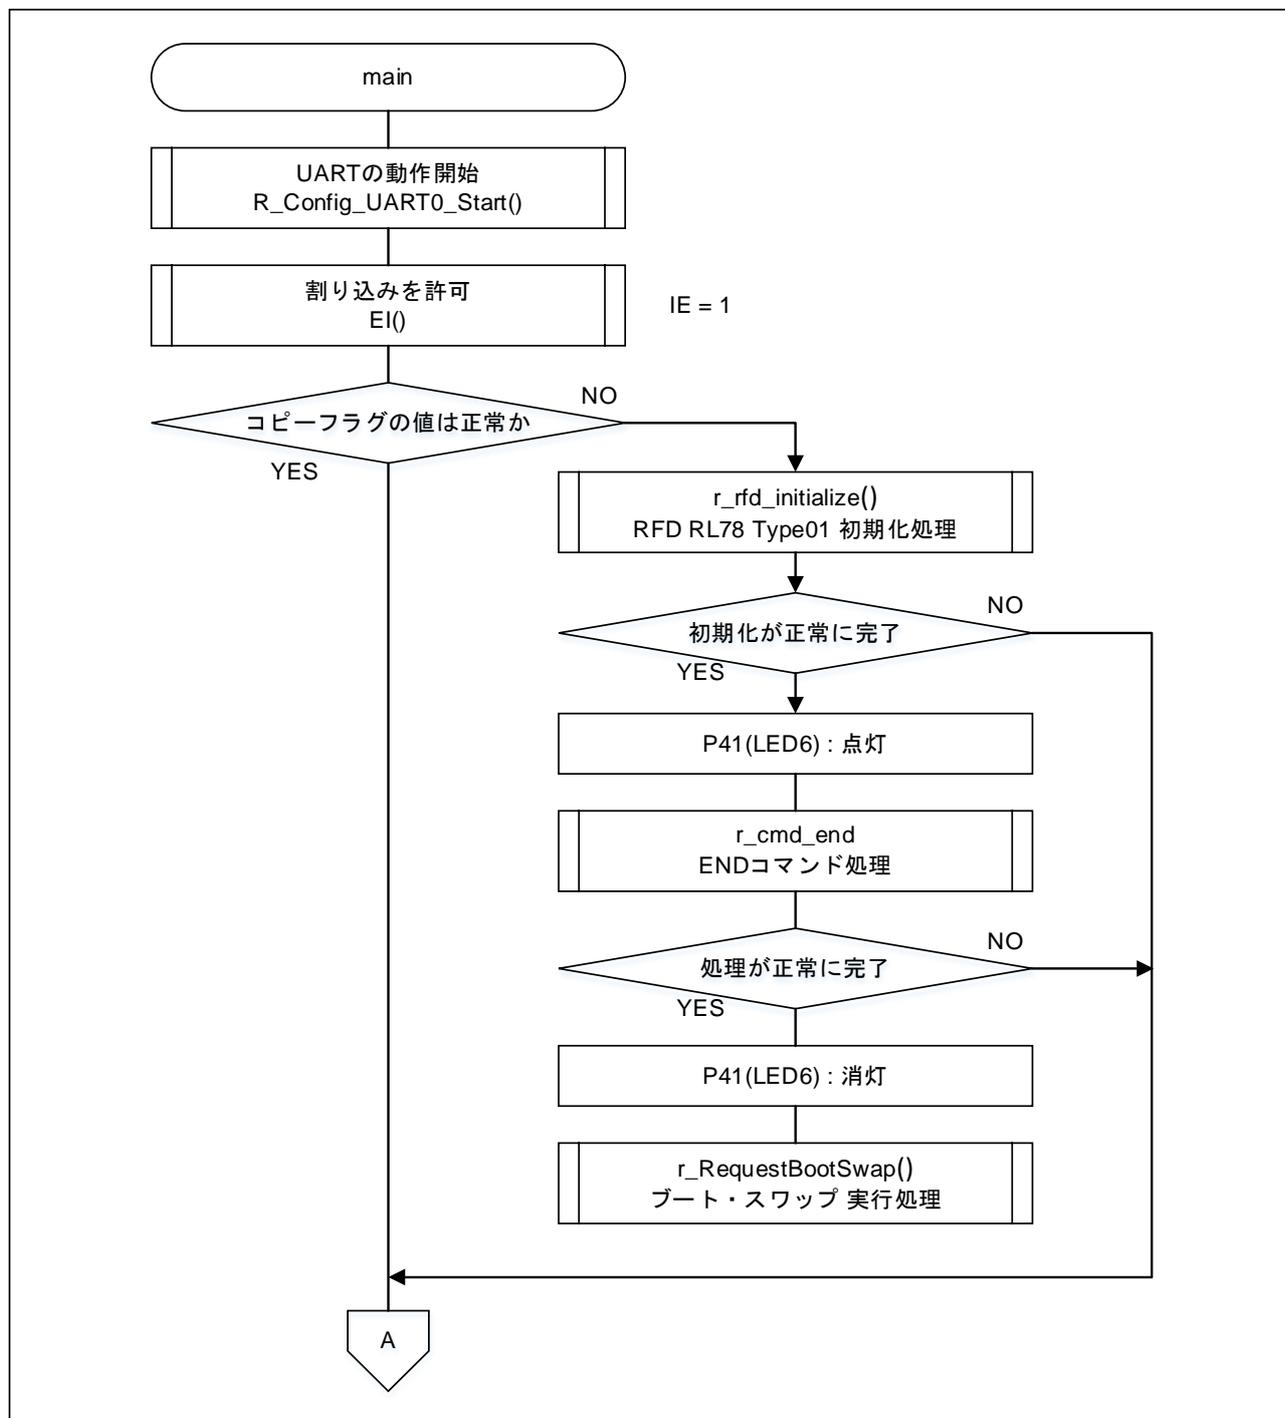 main
UARTの動作開始
R_Config_UART0_Start()
割り込みを許可
EI()
IE = 1
コピーフラグの値は正常か
NO
YES
r_rfd_initialize()
RFD RL78 Type01 初期化処理
初期化が正常に完了
NO
YES
P41(LED6) : 点灯
r_cmd_end
ENDコマンド処理
処理が正常に完了
NO
YES
P41(LED6) : 消灯
r_RequestBootSwap()
ブート・スワップ 実行処理
A